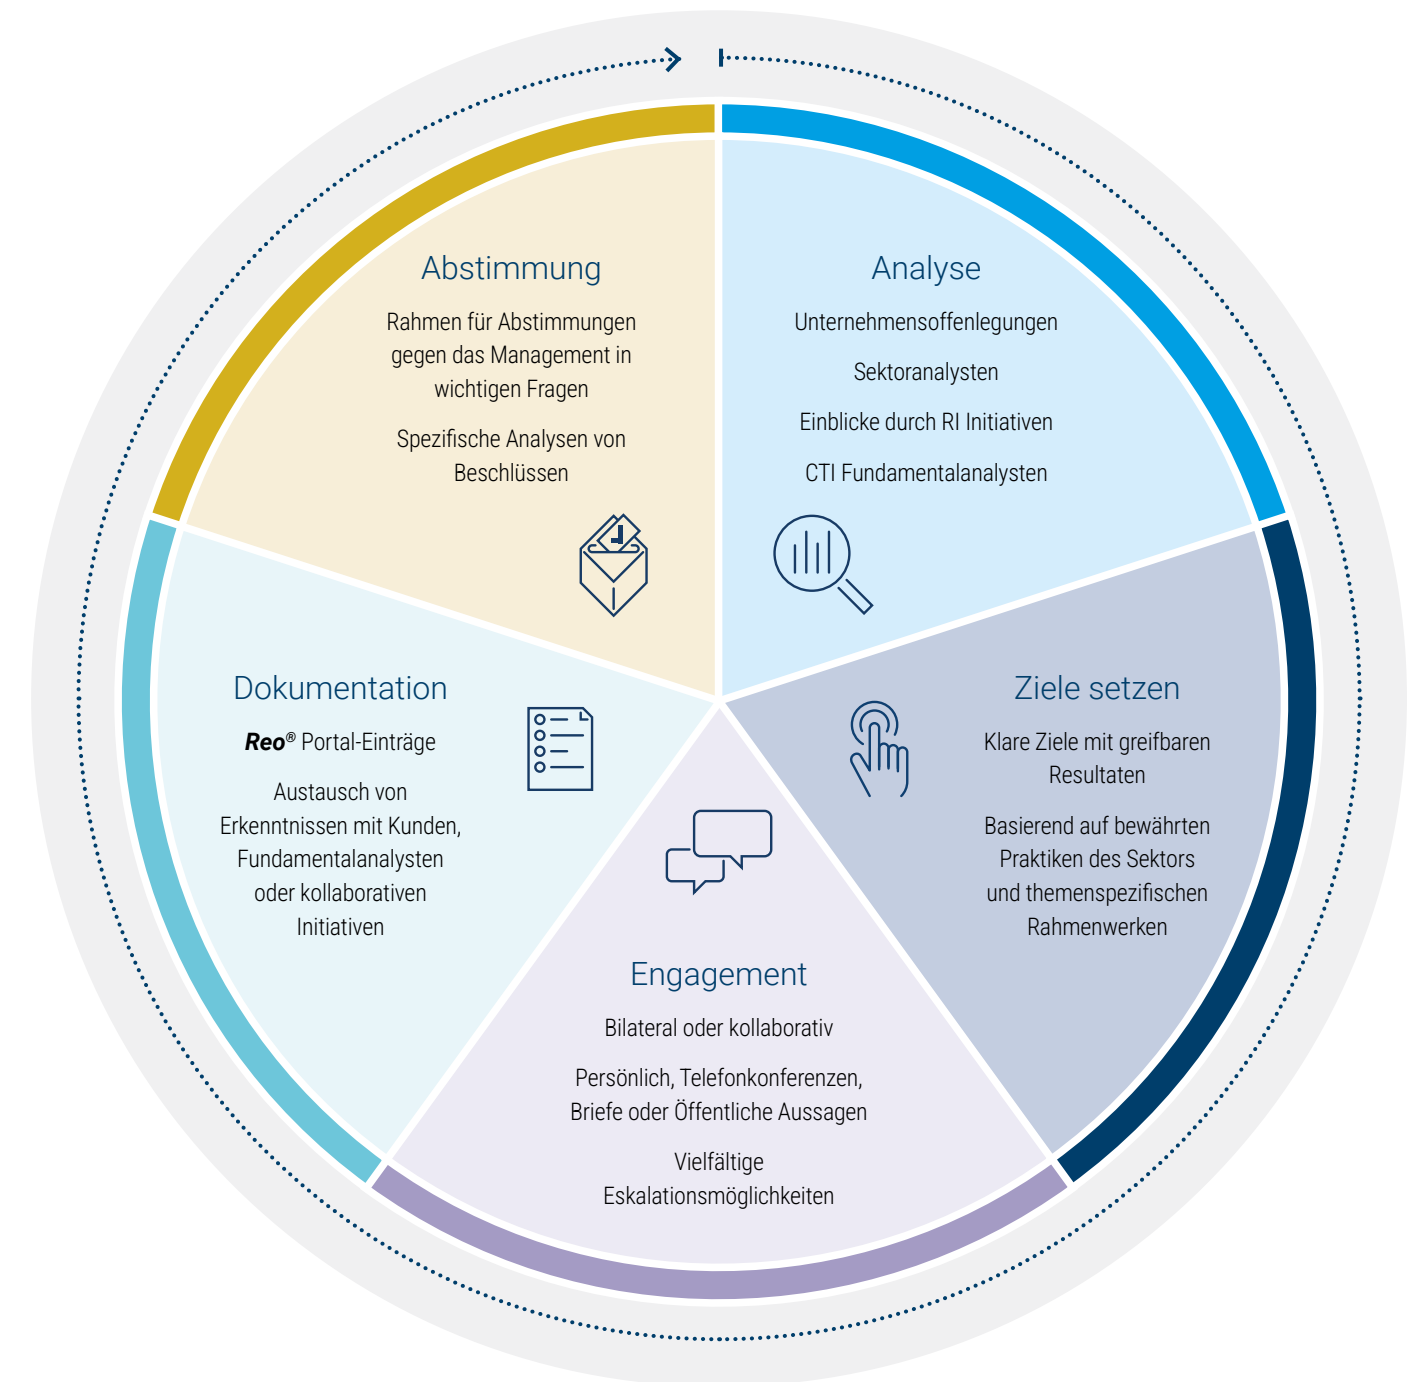 Abstimmung
Rahmen für Abstimmungen
gegen das Management in
wichtigen Fragen
Spezifische Analysen von
Beschlüssen
Analyse
Unternehmensoffenlegungen
Sektoranalysten
Einblicke durch RI Initiativen
CTI Fundamentalanalysten
Dokumentation
Reo® Portal-Einträge
Austausch von
Erkenntnissen mit Kunden,
Fundamentalanalysten
oder kollaborativen
Initiativen
Ziele setzen
Klare Ziele mit greifbaren
Resultaten
Basierend auf bewährten
Praktiken des Sektors
und themenspezifischen
Rahmenwerken
Engagement
Bilateral oder kollaborativ
Persönlich, Telefonkonferenzen,
Briefe oder Öffentliche Aussagen
Vielfältige
Eskalationsmöglichkeiten